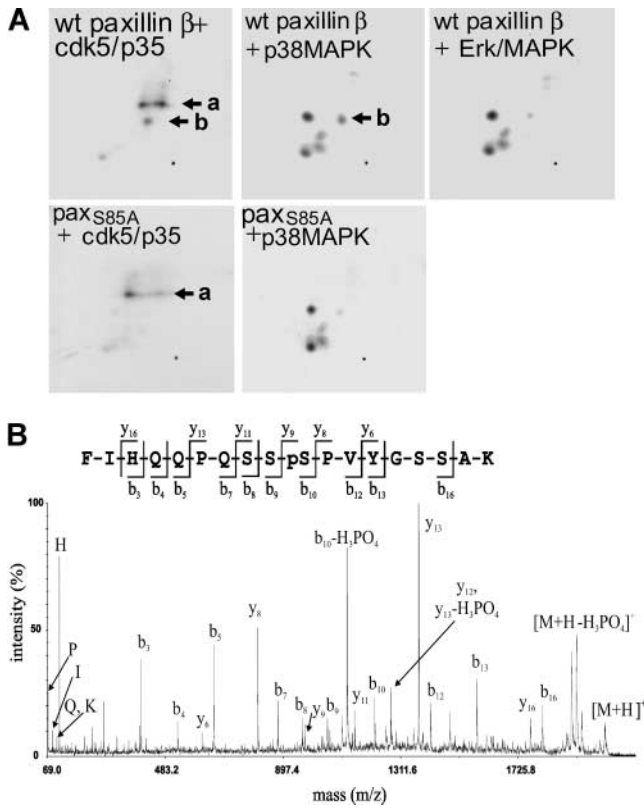 A
wt paxillin β+
cdk5/p35
a
b
wt paxillin β
+p38MAPK
b
wt paxillin β
+ Erk/MAPK
paxS85A
+ cdk5/p35
a
paxS85A
+p38MAPK
B
y16 y13 y11 y9 y8 y6
F-I-H-Q-Q-P-Q-S-S-pS-P-V-Y-G-S-S-A-K
b3 b4 b5 b7 b8 b9 b10 b12 b13 b16
100
50
0
intensity (%)
P
H
I
Q, K
b3
b4
y6
b5
y8
b7
b8
y9
b9
b10-H3PO4
y11
b10
y12,
y13-H3PO4
y13
b12
b13
y16
b16
[M+H-H3PO4]+
[M+H]+
69.0 483.2 897.4 1311.6 1725.8
mass (m/z)